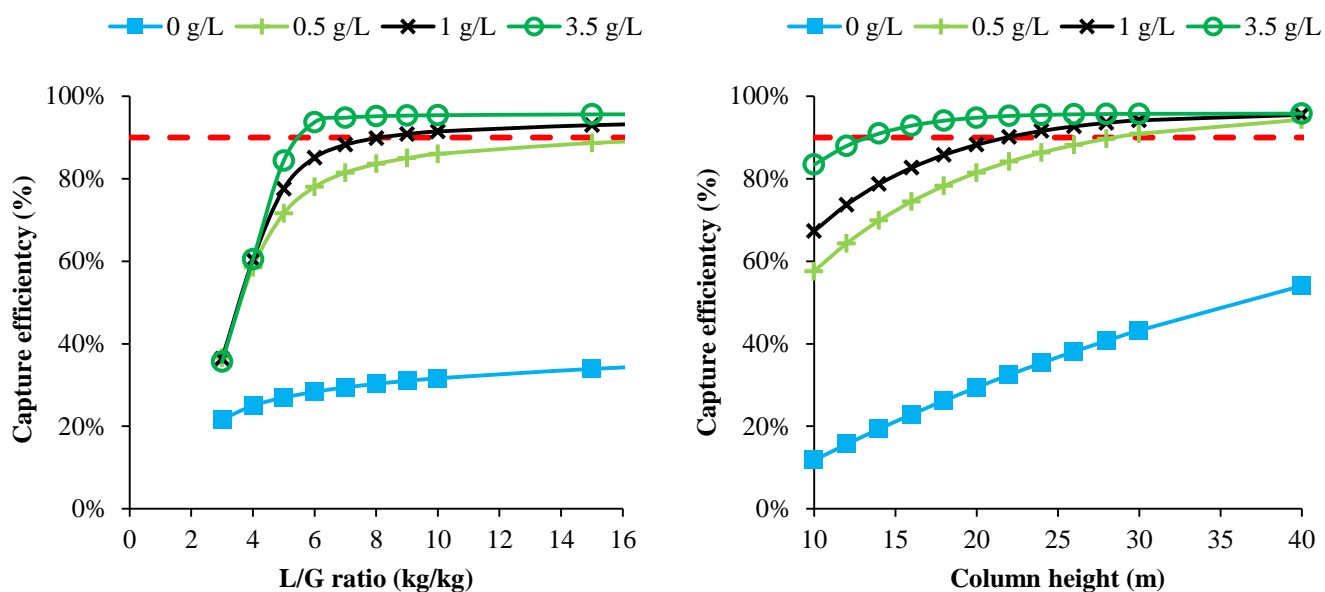 0 g/L 0.5 g/L 1 g/L 3.5 g/L
100%
80%
60%
40%
20%
0%
0 2 4 6 8 10 12 14 16
L/G ratio (kg/kg)
Capture efficientcy (%)
0 g/L 0.5 g/L 1 g/L 3.5 g/L
100%
80%
60%
40%
20%
0%
10 15 20 25 30 35 40
Column height (m)
Capture efficientcy (%)